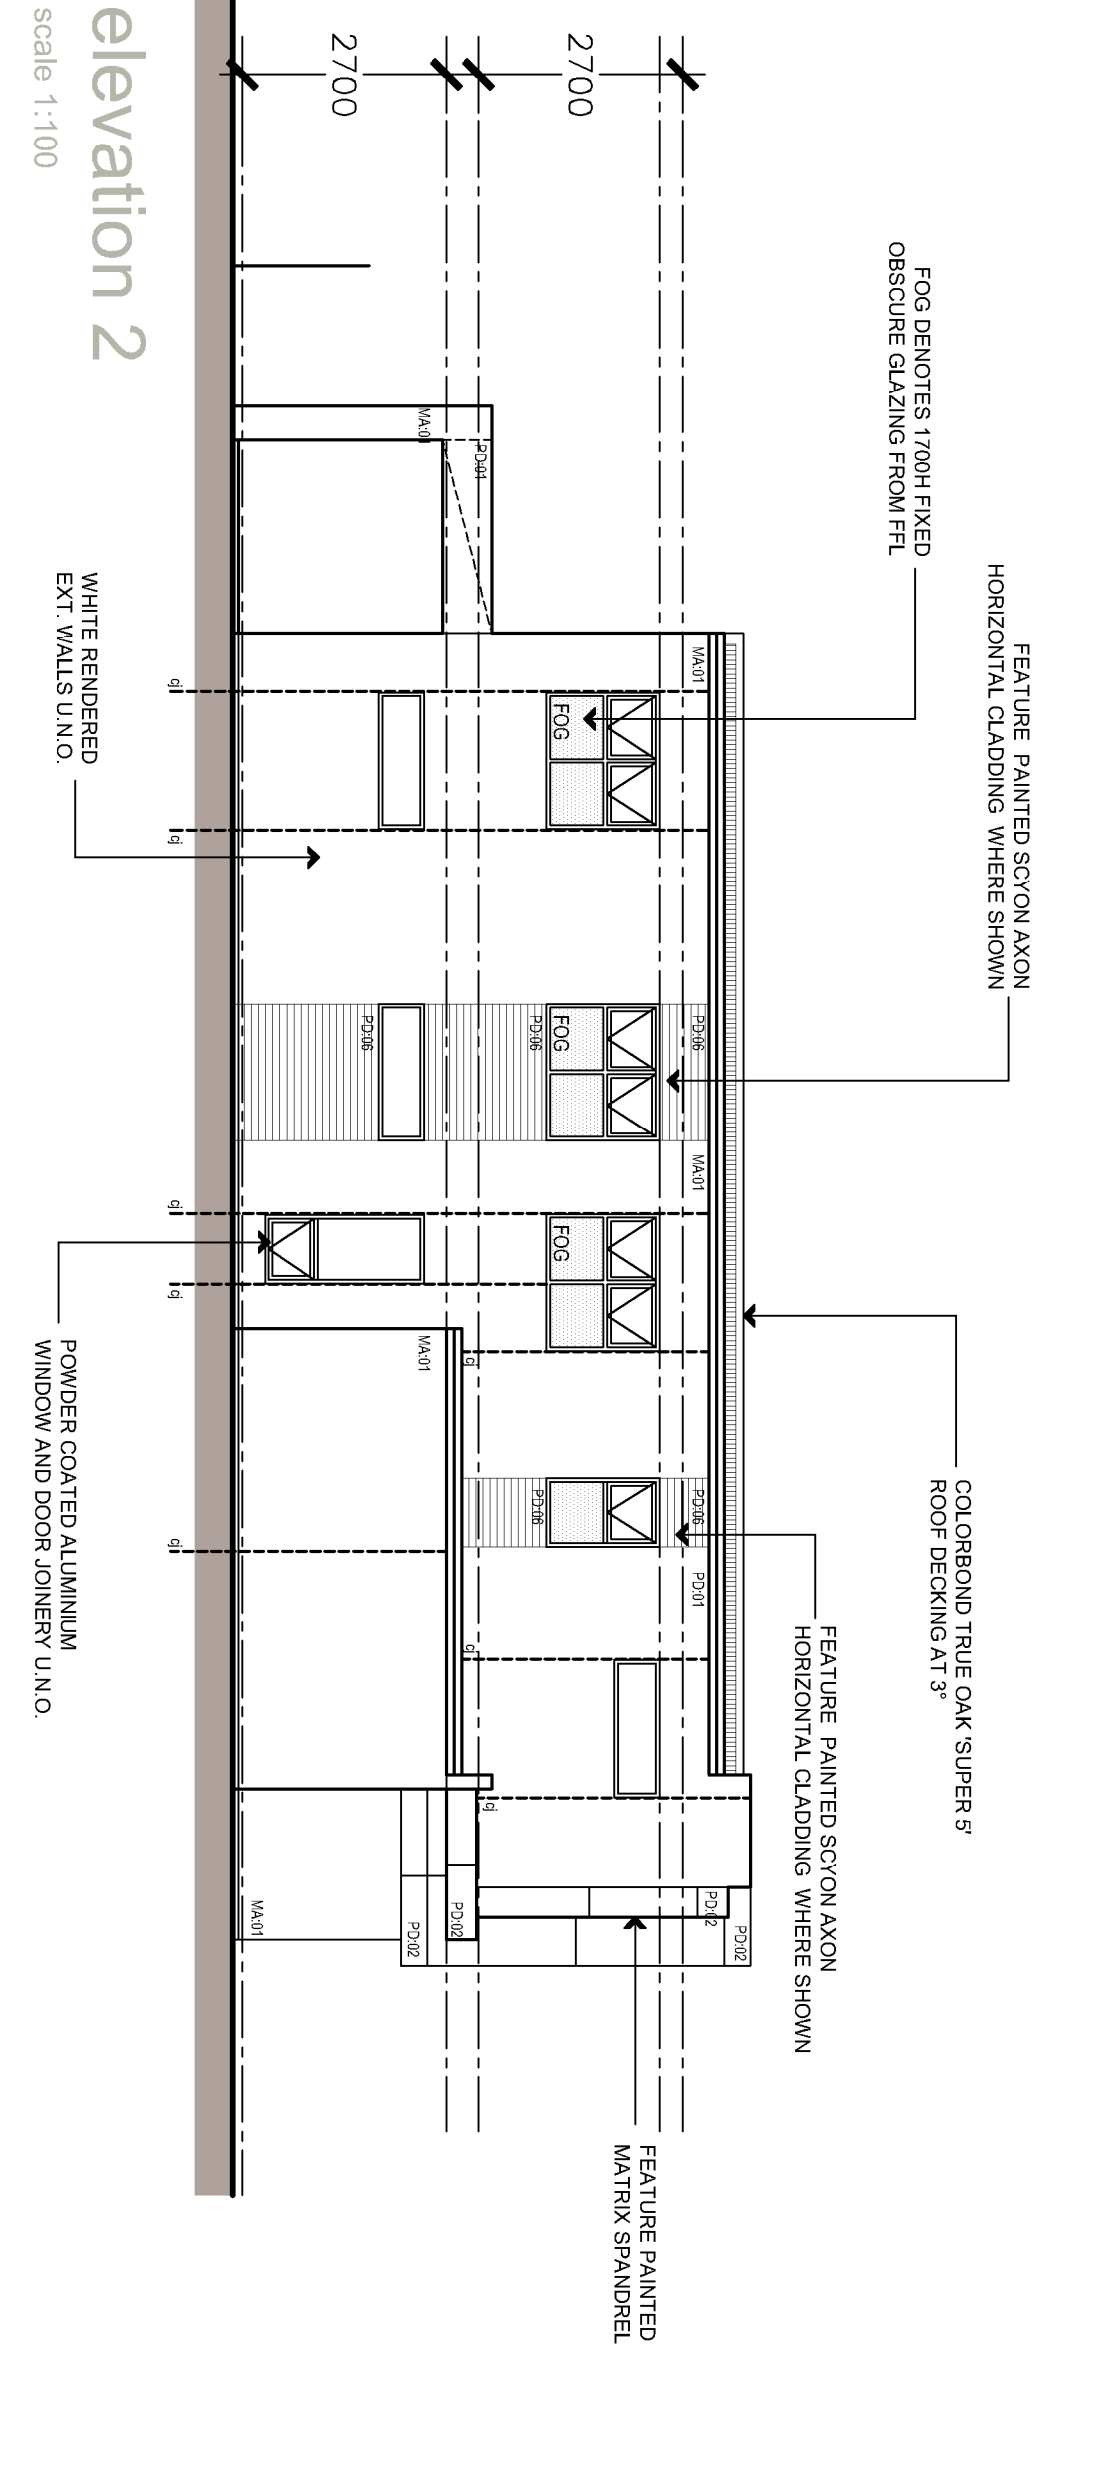 FEATURE PAINTED SCYON AXON
HORIZONTAL CLADDING WHERE SHOWN
FOG DENOTES 1700H FIXED
OBSCURE GLAZING FROM FFL
COLORBOND TRUE OAK 'SUPER 5'
ROOF DECKING AT 3°
FEATURE PAINTED SCYON AXON
HORIZONTAL CLADDING WHERE SHOWN
FEATURE PAINTED
MATRIX SPANDREL
2700
2700
MA:01
PD:06
MA:01
PD:06
PD:01
PD:02
PD:02
FOG
FOG
FOG
PD:06
PD:06
cj
cj
cj
PD:01
PD:02
MA:0
MA:01
PD:02
PD:06
MA:01
cj
cj
cj
cj
cj
WHITE RENDERED
EXT. WALLS U.N.O.
POWDER COATED ALUMINIUM
WINDOW AND DOOR JOINERY U.N.O.
elevation 2
scale 1:100